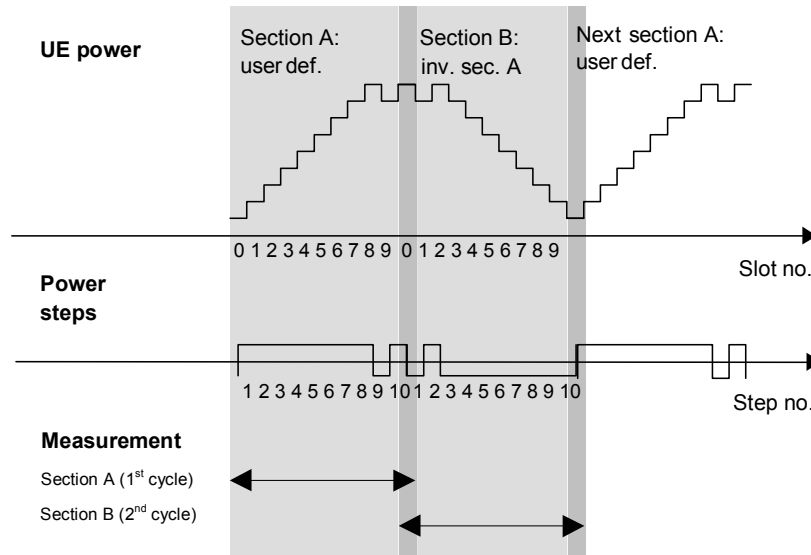 UE power
Section A:
user def.
Section B:
inv. sec. A
Next section A:
user def.
0 1 2 3 4 5 6 7 8 9 0 1 2 3 4 5 6 7 8 9
Slot no.
Power
steps
1 2 3 4 5 6 7 8 9 10 1 2 3 4 5 6 7 8 9 10
Step no.
Measurement
Section A (1st cycle)
Section B (2nd cycle)